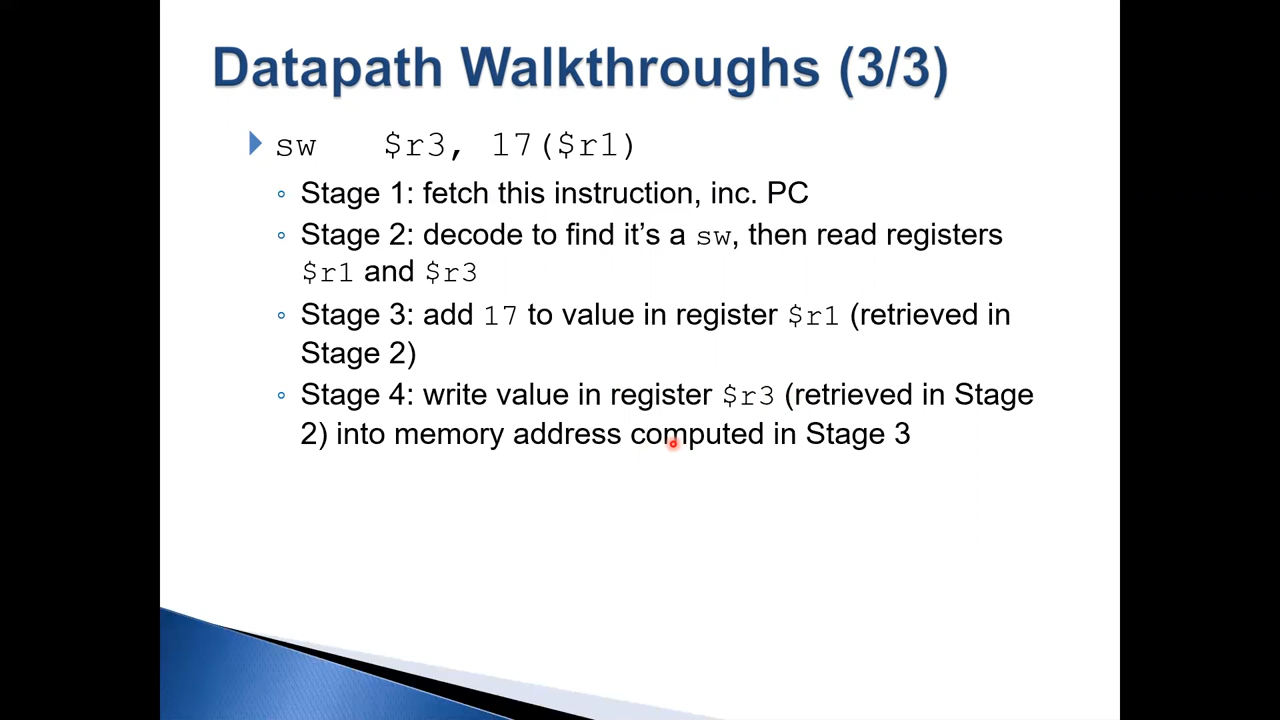 Datapath Walkthroughs (3/3)
sw $r3, 17($r1)
Stage 1: fetch this instruction, inc. PC
Stage 2: decode to find it’s a sw, then read registers
$r1 and $r3
Stage 3: add 17 to value in register $r1 (retrieved in
Stage 2)
Stage 4: write value in register $r3 (retrieved in Stage
2) into memory address computed in Stage 3